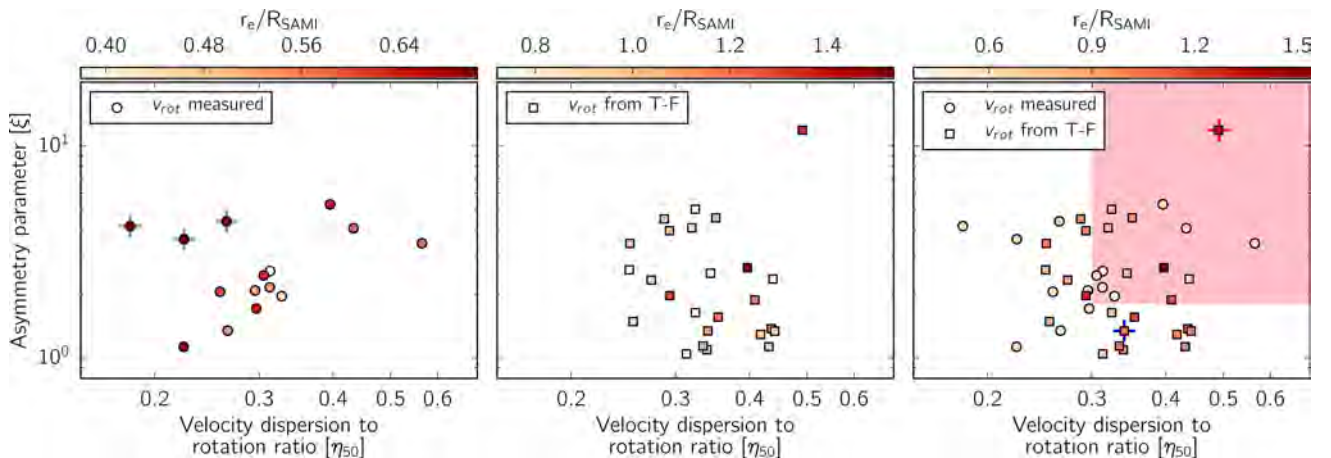 r_e/R_SAMI
0.40 0.48 0.56 0.64
v_rot measured
Asymmetry parameter [ξ]
10^1
10^0
0.2 0.3 0.4 0.5 0.6
Velocity dispersion to
rotation ratio [η_50]
r_e/R_SAMI
0.8 1.0 1.2 1.4
v_rot from T-F
0.2 0.3 0.4 0.5 0.6
Velocity dispersion to
rotation ratio [η_50]
r_e/R_SAMI
0.6 0.9 1.2 1.5
v_rot measured
v_rot from T-F
0.2 0.3 0.4 0.5 0.6
Velocity dispersion to
rotation ratio [η_50]